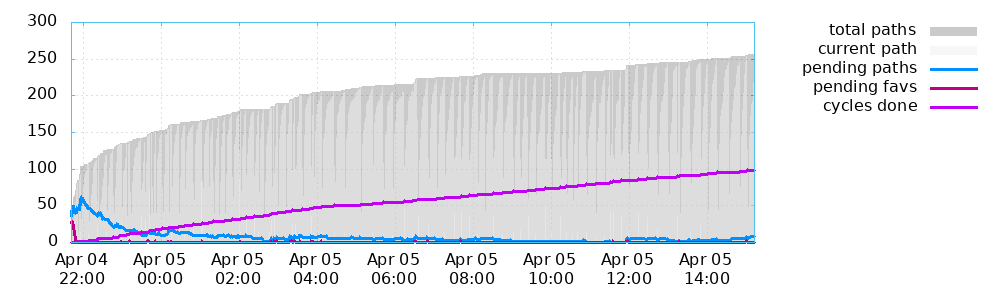 300
250
200
150
100
50
0
Apr 04 Apr 05 Apr 05 Apr 05 Apr 05 Apr 05 Apr 05 Apr 05 Apr 05
22:00 00:00 02:00 04:00 06:00 08:00 10:00 12:00 14:00
total paths
current path
pending paths
pending favs
cycles done